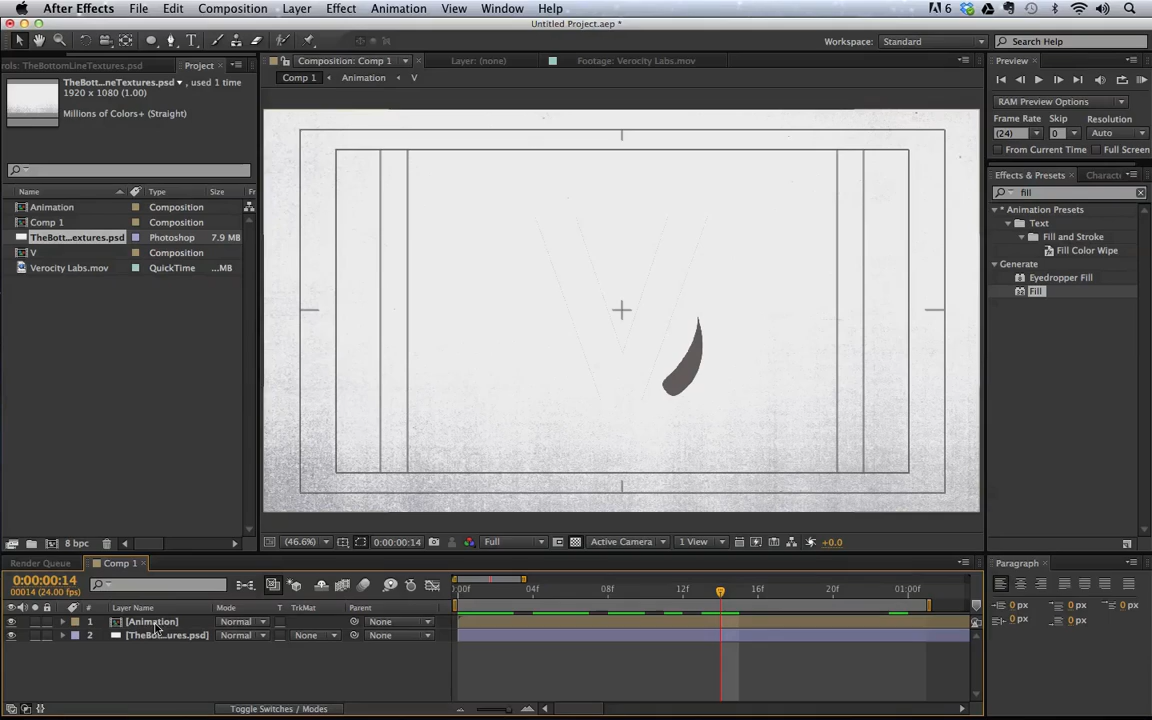 After Effects File Edit Composition Layer Effect Animation View Window Help 6
Untitled Project.aep *
Workspace: Standard Search Help
rols: TheBottomLineTextures.psd Project
Composition: Comp 1 Layer: (none) Footage: Verocity Labs.mov
Comp 1 Animation V
TheBott...neTextures.psd, used 1 time
1920 x 1080 (1.00)
Millions of Colors+ (Straight)
Name Type Size Fr
Animation Composition
Comp 1 Composition
TheBott...extures.psd Photoshop 7.9 MB
V Composition
Verocity Labs.mov QuickTime ...MB
8 bpc
Preview
RAM Preview Options
Frame Rate Skip Resolution
(24) 0 Auto
From Current Time Full Screen
Effects & Presets Charact
fill
* Animation Presets
Text
Fill and Stroke
Fill Color Wipe
Generate
Eyedropper Fill
Fill
(46.6%) 0:00:00:14 Full Active Camera 1 View +0.0
Render Queue Comp 1
0:00:00:14
00014 (24.00 fps)
:00f 04f 08f 12f 16f 20f 01:00f
# Layer Name Mode T TrkMat Parent
1 [Animation] Normal None
2 [TheBo...ures.psd] Normal None None
Toggle Switches / Modes
Paragraph
0 px 0 px 0 px
0 px 0 px